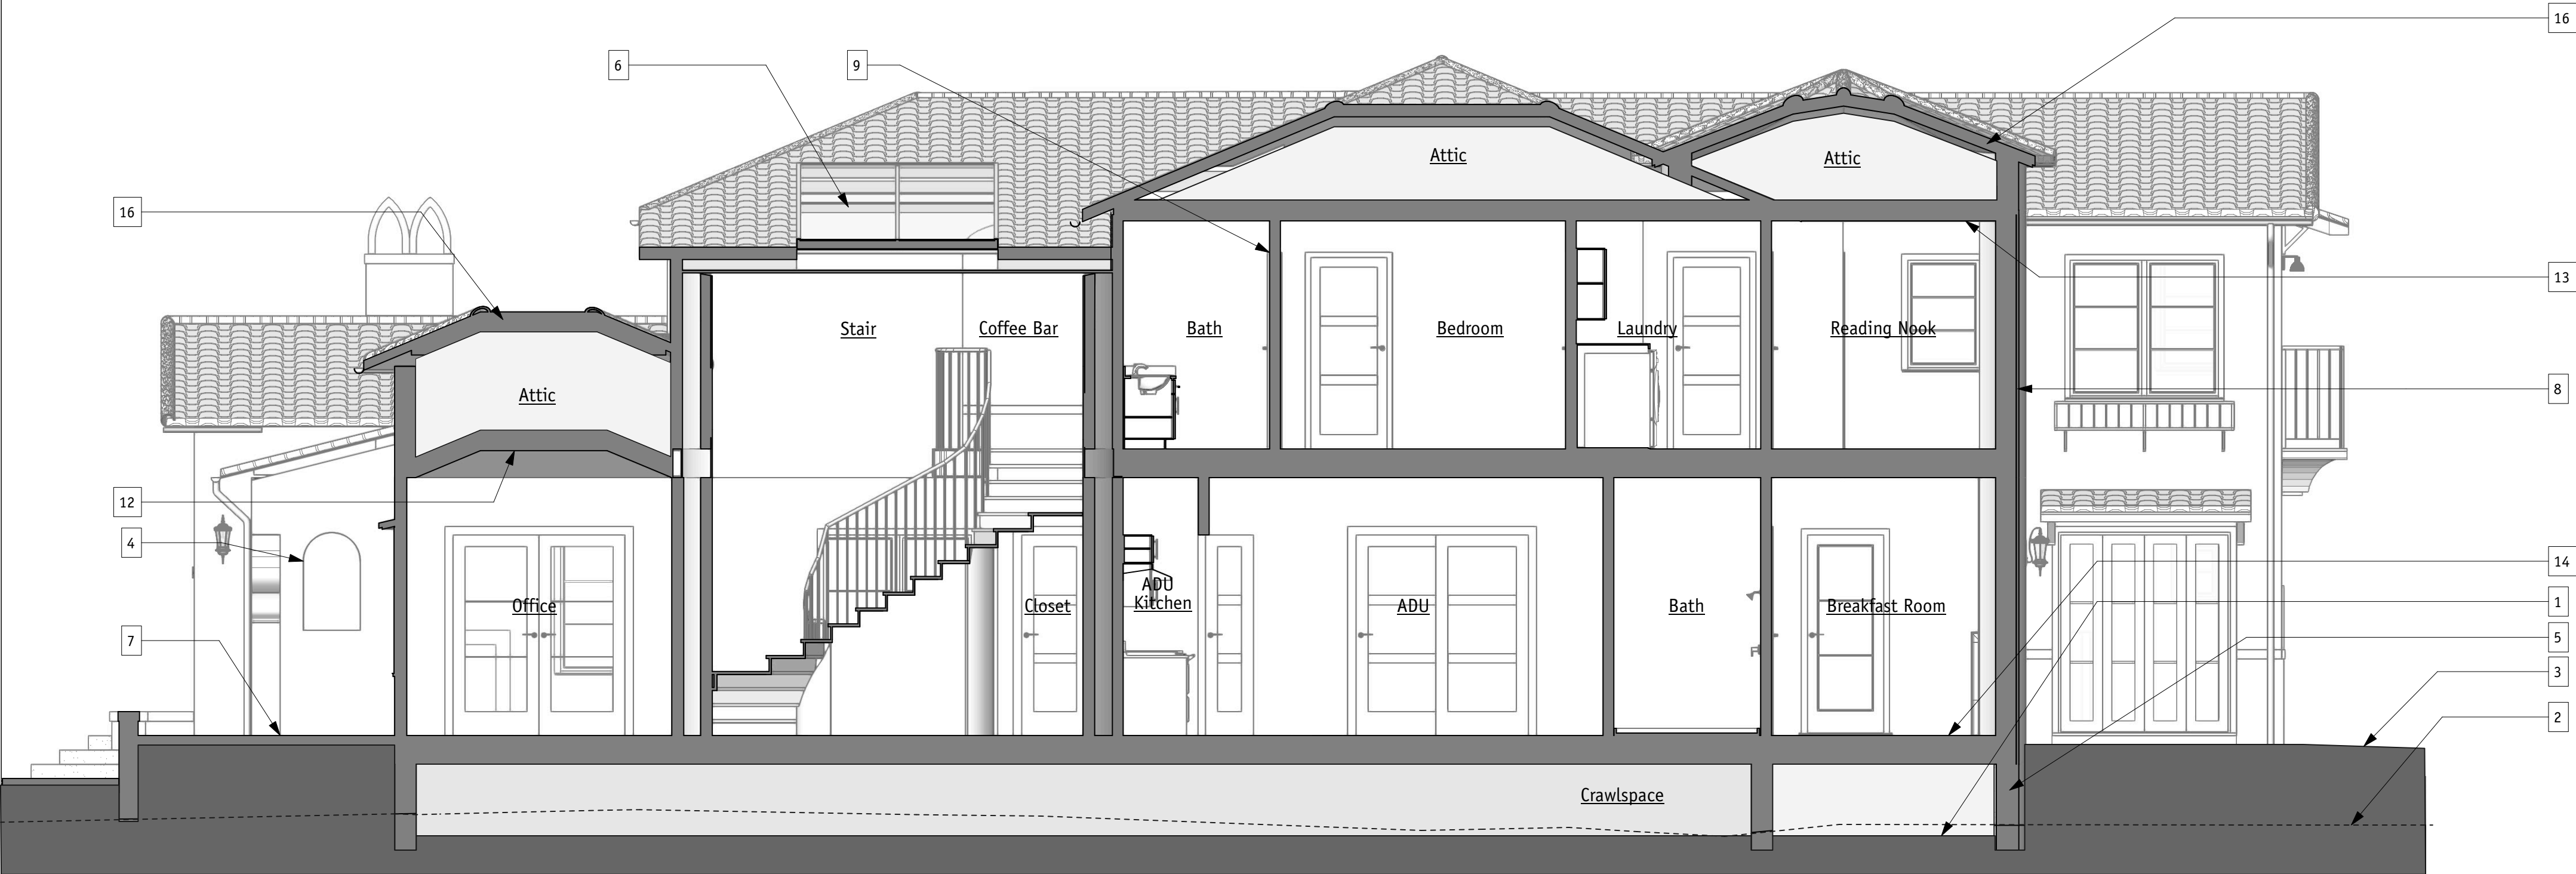 16
6
9
Attic
Attic
16
13
Stair
Coffee Bar
Bath
Bedroom
Laundry
Reading Nook
Attic
8
12
4
14
ADU
Kitchen
Office
Closet
ADU
Bath
Breakfast Room
1
7
5
3
2
Crawlspace